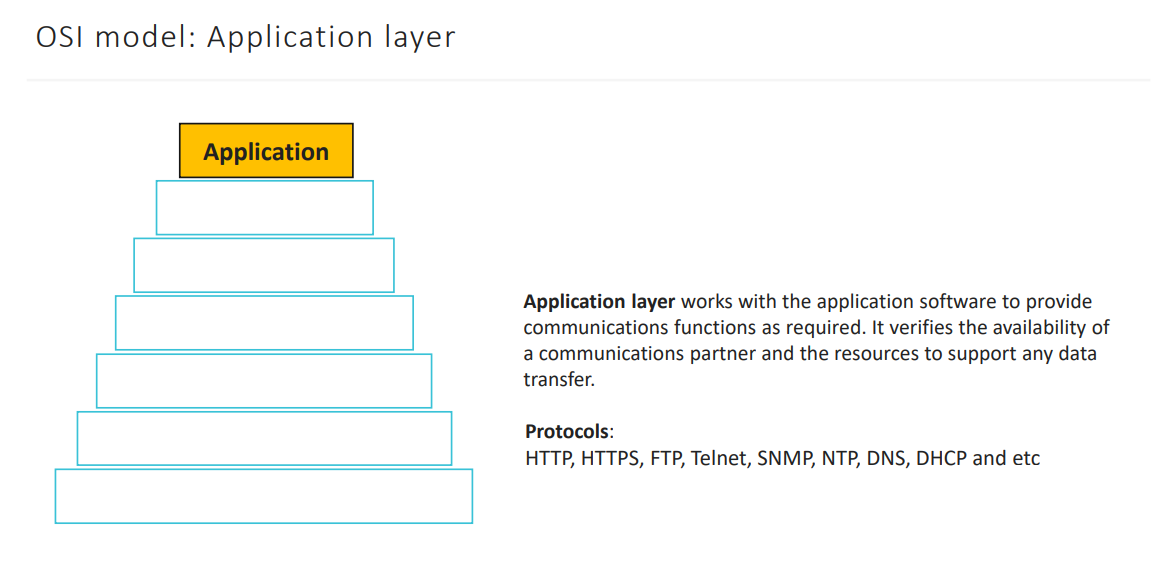 OSI model: Application layer
Application
Application layer works with the application software to provide
communications functions as required. It verifies the availability of
a communications partner and the resources to support any data
transfer.
Protocols:
HTTP, HTTPS, FTP, Telnet, SNMP, NTP, DNS, DHCP and etc